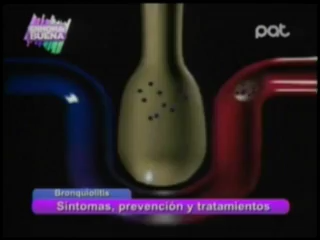 BUENA
pat
Bronquiolitis
Síntomas, prevención y tratamientos